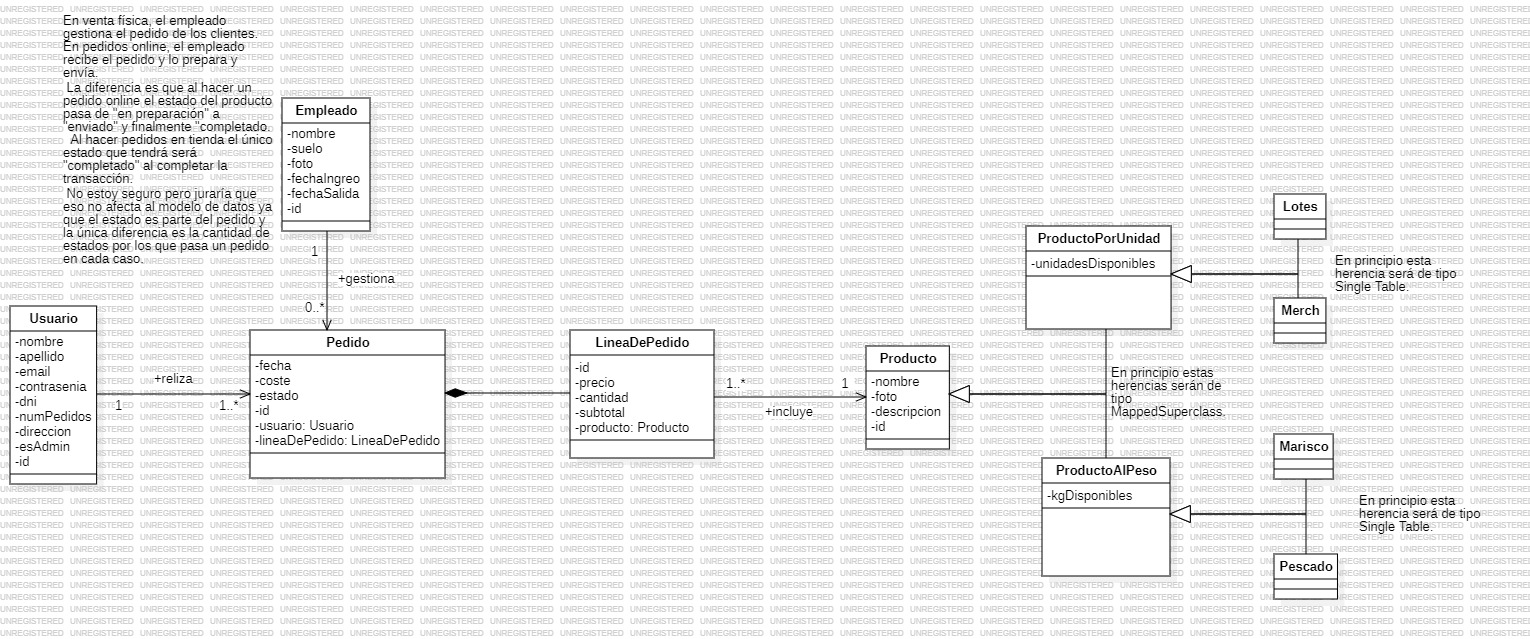 En venta física, el empleado
gestiona el pedido de los clientes.
En pedidos online, el empleado
recibe el pedido y lo prepara y
envía.
La diferencia es que al hacer un
pedido online el estado del producto
pasa de "en preparación" a
"enviado" y finalmente "completado.
Al hacer pedidos en tienda el único
estado que tendrá será
"completado" al completar la
transacción.
No estoy seguro pero juraría que
eso no afecta al modelo de datos ya
que el estado es parte del pedido y
la única diferencia es la cantidad de
estados por los que pasa un pedido
en cada caso.
Empleado
-nombre
-suelo
-foto
-fechaIngreo
-fechaSalida
-id
1
+gestiona
0..*
Usuario
-nombre
-apellido
-email
-contrasenia
-dni
-numPedidos
-direccion
-esAdmin
-id
+reliza
1
1..*
Pedido
-fecha
-coste
-estado
-id
-usuario: Usuario
-lineaDePedido: LineaDePedido
LineaDePedido
-id
-precio
-cantidad
-subtotal
-producto: Producto
1..*
1
+incluye
Producto
-nombre
-foto
-descripcion
-id
ProductoPorUnidad
-unidadesDisponibles
En principio estas
herencias serán de
tipo
MappedSuperclass.
ProductoAlPeso
-kgDisponibles
Lotes
Merch
En principio esta
herencia será de tipo
Single Table.
Marisco
Pescado
En principio esta
herencia será de tipo
Single Table.
UNREGISTERED